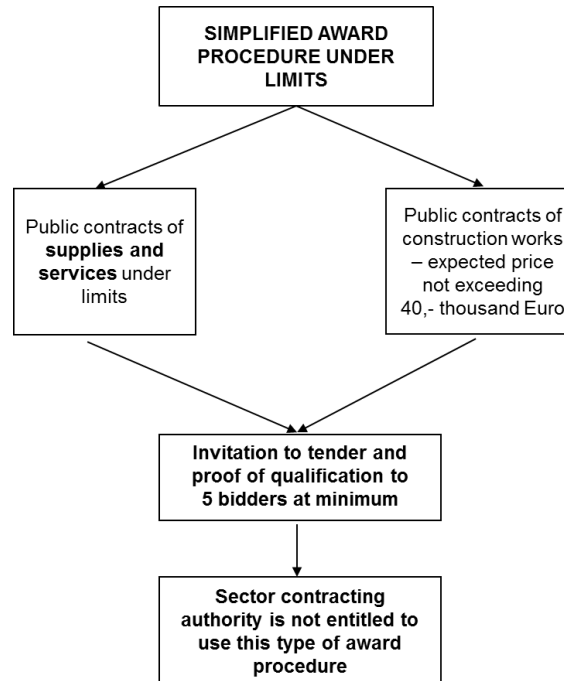 SIMPLIFIED AWARD
PROCEDURE UNDER
LIMITS
Public contracts of
supplies and
services under
limits
Public contracts of
construction works
– expected price
not exceeding
40,- thousand Euro
Invitation to tender and
proof of qualification to
5 bidders at minimum
Sector contracting
authority is not entitled to
use this type of award
procedure